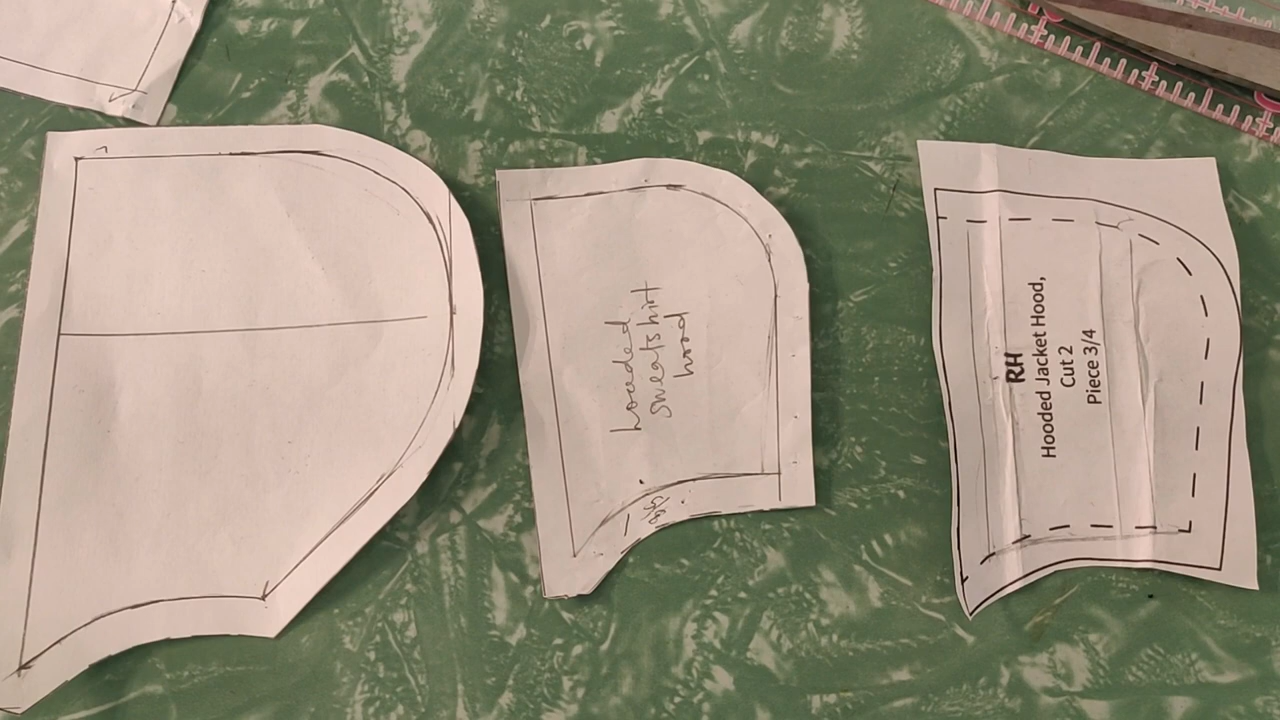 hooded
sweatshirt
hood
RH
Hooded Jacket Hood,
Cut 2
Piece 3/4